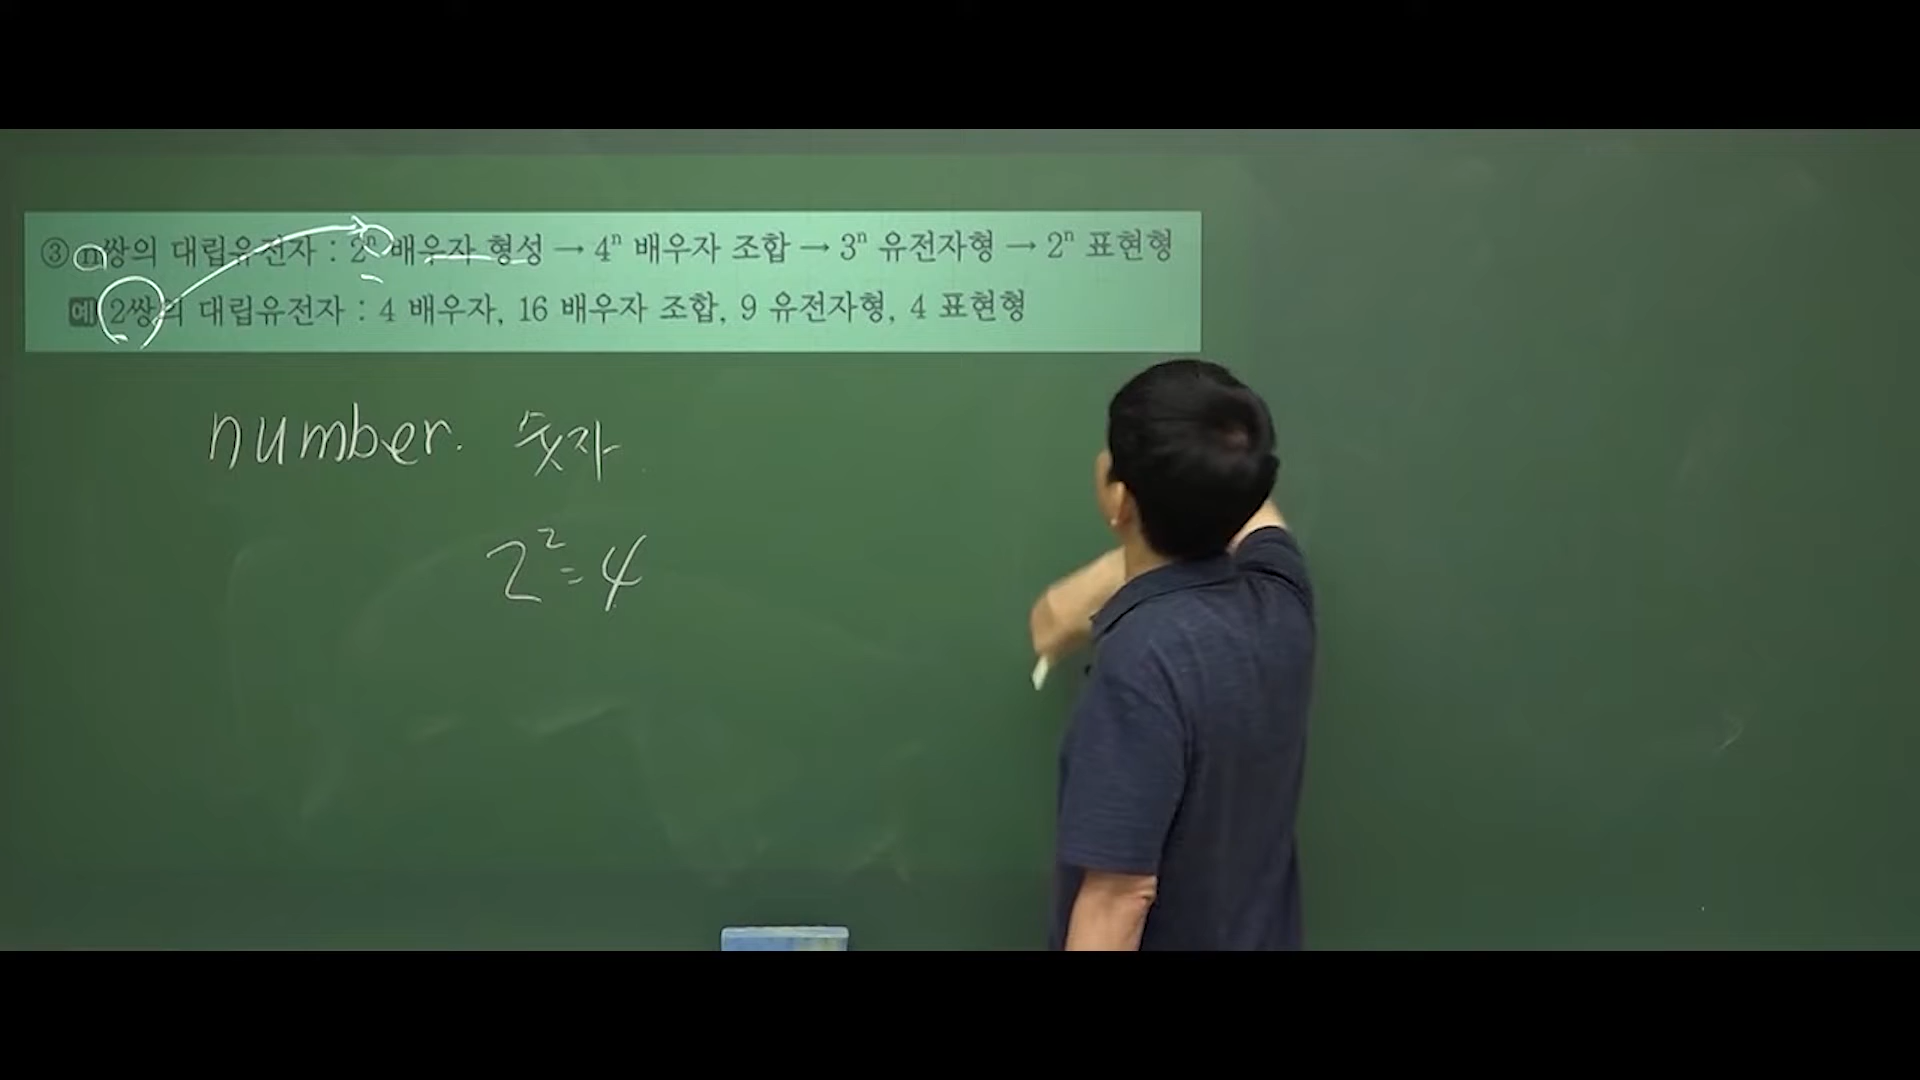 ③ n쌍의 대립유전자 : 2ⁿ 배우자 형성 → 4ⁿ 배우자 조합 → 3ⁿ 유전자형 → 2ⁿ 표현형
예 2쌍의 대립유전자 : 4 배우자, 16 배우자 조합, 9 유전자형, 4 표현형
number. 숫자
2²=4